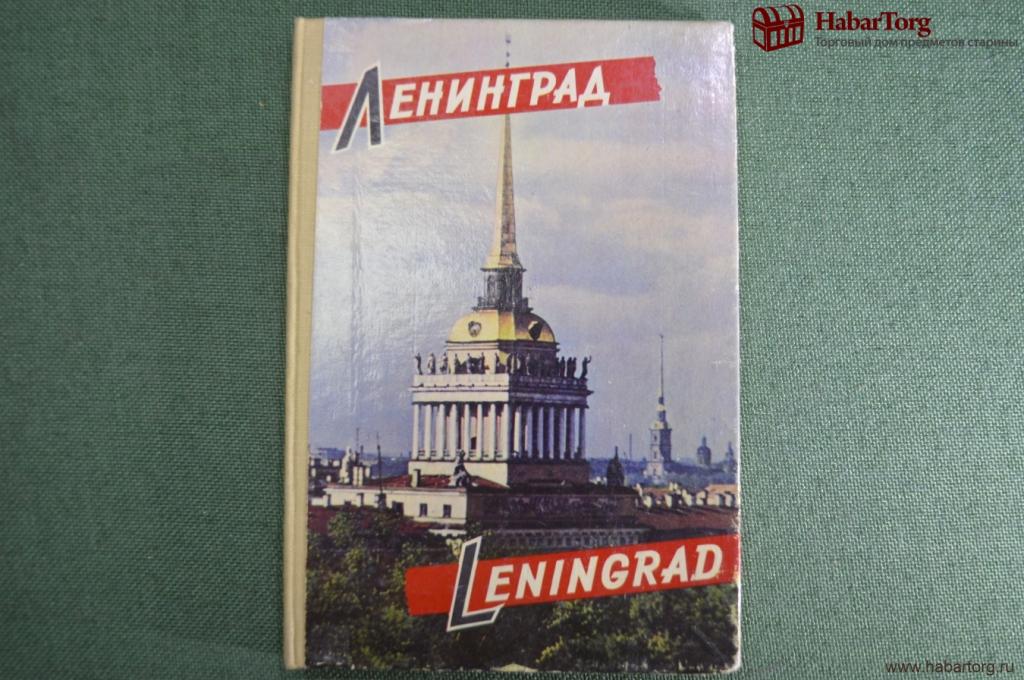 HabarTorg
Торговый дом предметов старины
ЛЕНИНГРАД
LENINGRAD
www.habartorg.ru